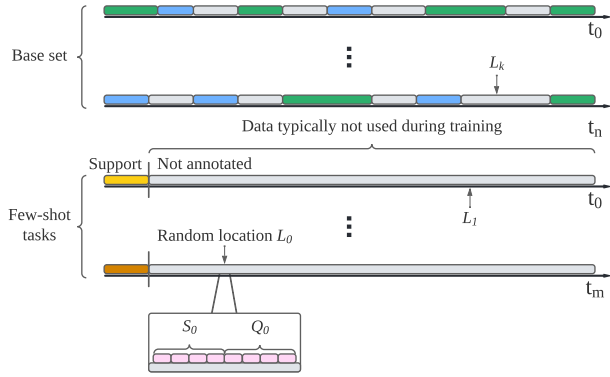 t0
Base set
Lk
tn
Data typically not used during training
Support
Not annotated
t0
Few-shot
tasks
L1
Random location L0
tm
S0
Q0